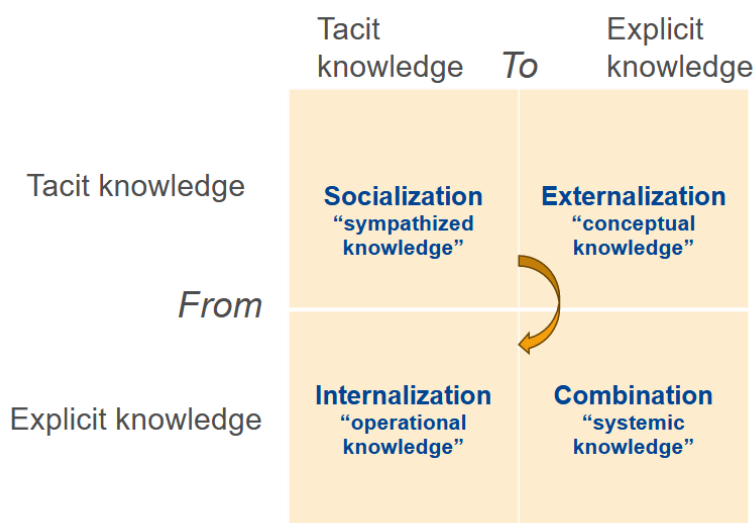 Tacit
knowledge
To
Explicit
knowledge
Tacit knowledge
Socialization
“sympathized
knowledge”
Externalization
“conceptual
knowledge”
From
Explicit knowledge
Internalization
“operational
knowledge”
Combination
“systemic
knowledge”